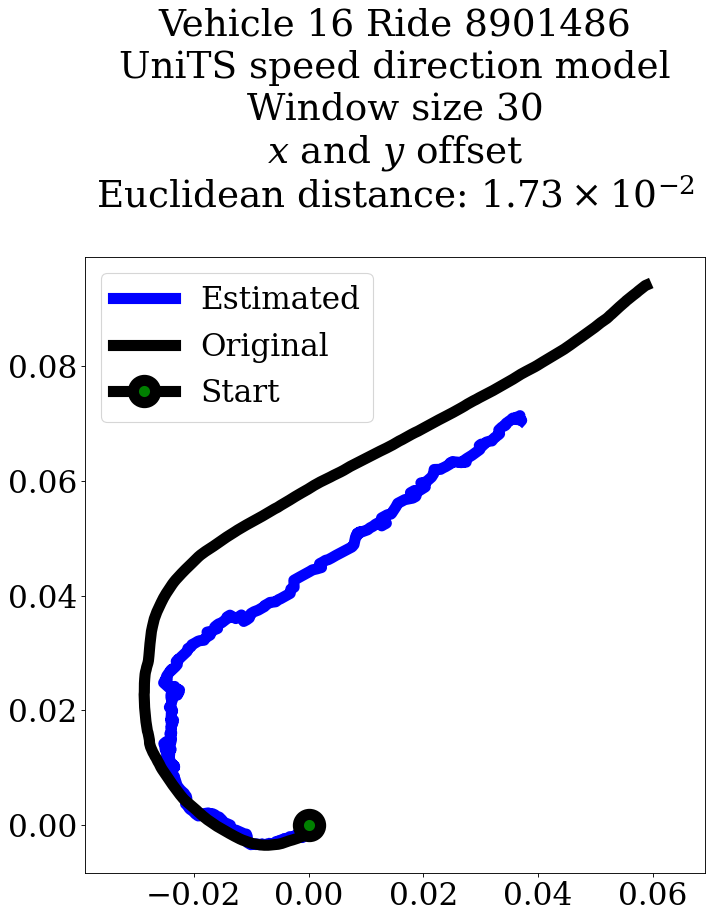 Vehicle 16 Ride 8901486
UniTS speed direction model
Window size 30
x and y offset
Euclidean distance: 1.73 × 10⁻²
Estimated
Original
Start
0.08
0.06
0.04
0.02
0.00
−0.02 0.00 0.02 0.04 0.06